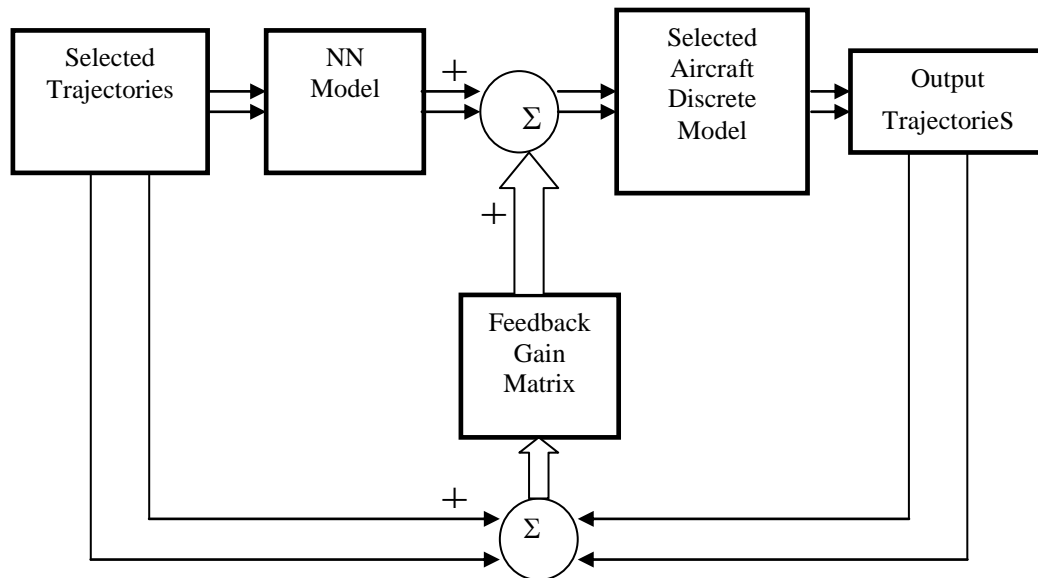 Selected
Trajectories
NN
Model
+
Σ
Selected
Aircraft
Discrete
Model
Output
TrajectorieS
+
Feedback
Gain
Matrix
+
Σ